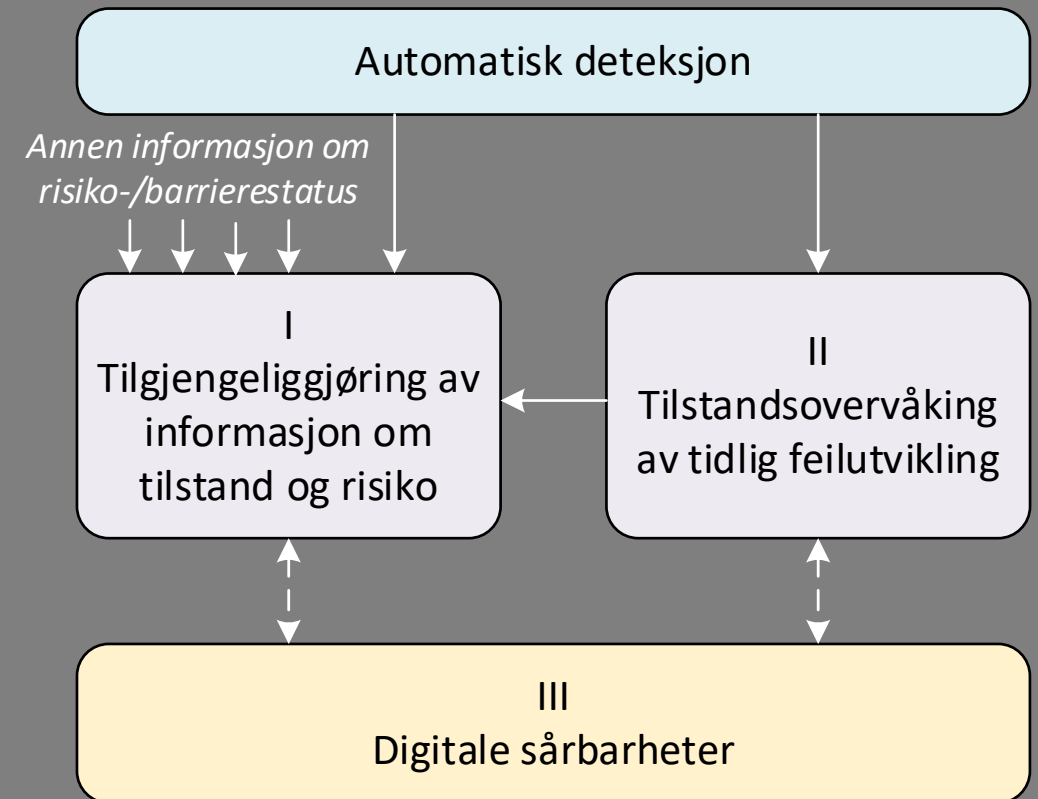 Automatisk deteksjon
Annen informasjon om
risiko-/barrierestatus
I
Tilgjengeliggjøring av
informasjon om
tilstand og risiko
II
Tilstandsovervåking
av tidlig feilutvikling
III
Digitale sårbarheter